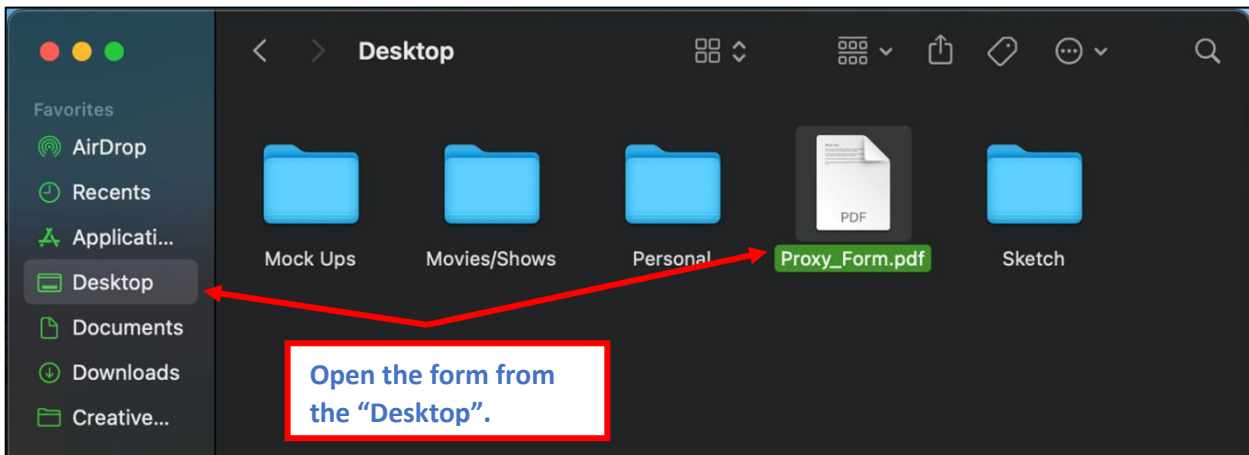 Desktop
Favorites
AirDrop
Recents
Applicati...
Desktop
Documents
Downloads
Creative...
PDF
Mock Ups
Movies/Shows
Personal
Proxy_Form.pdf
Sketch
Open the form from
the “Desktop”.